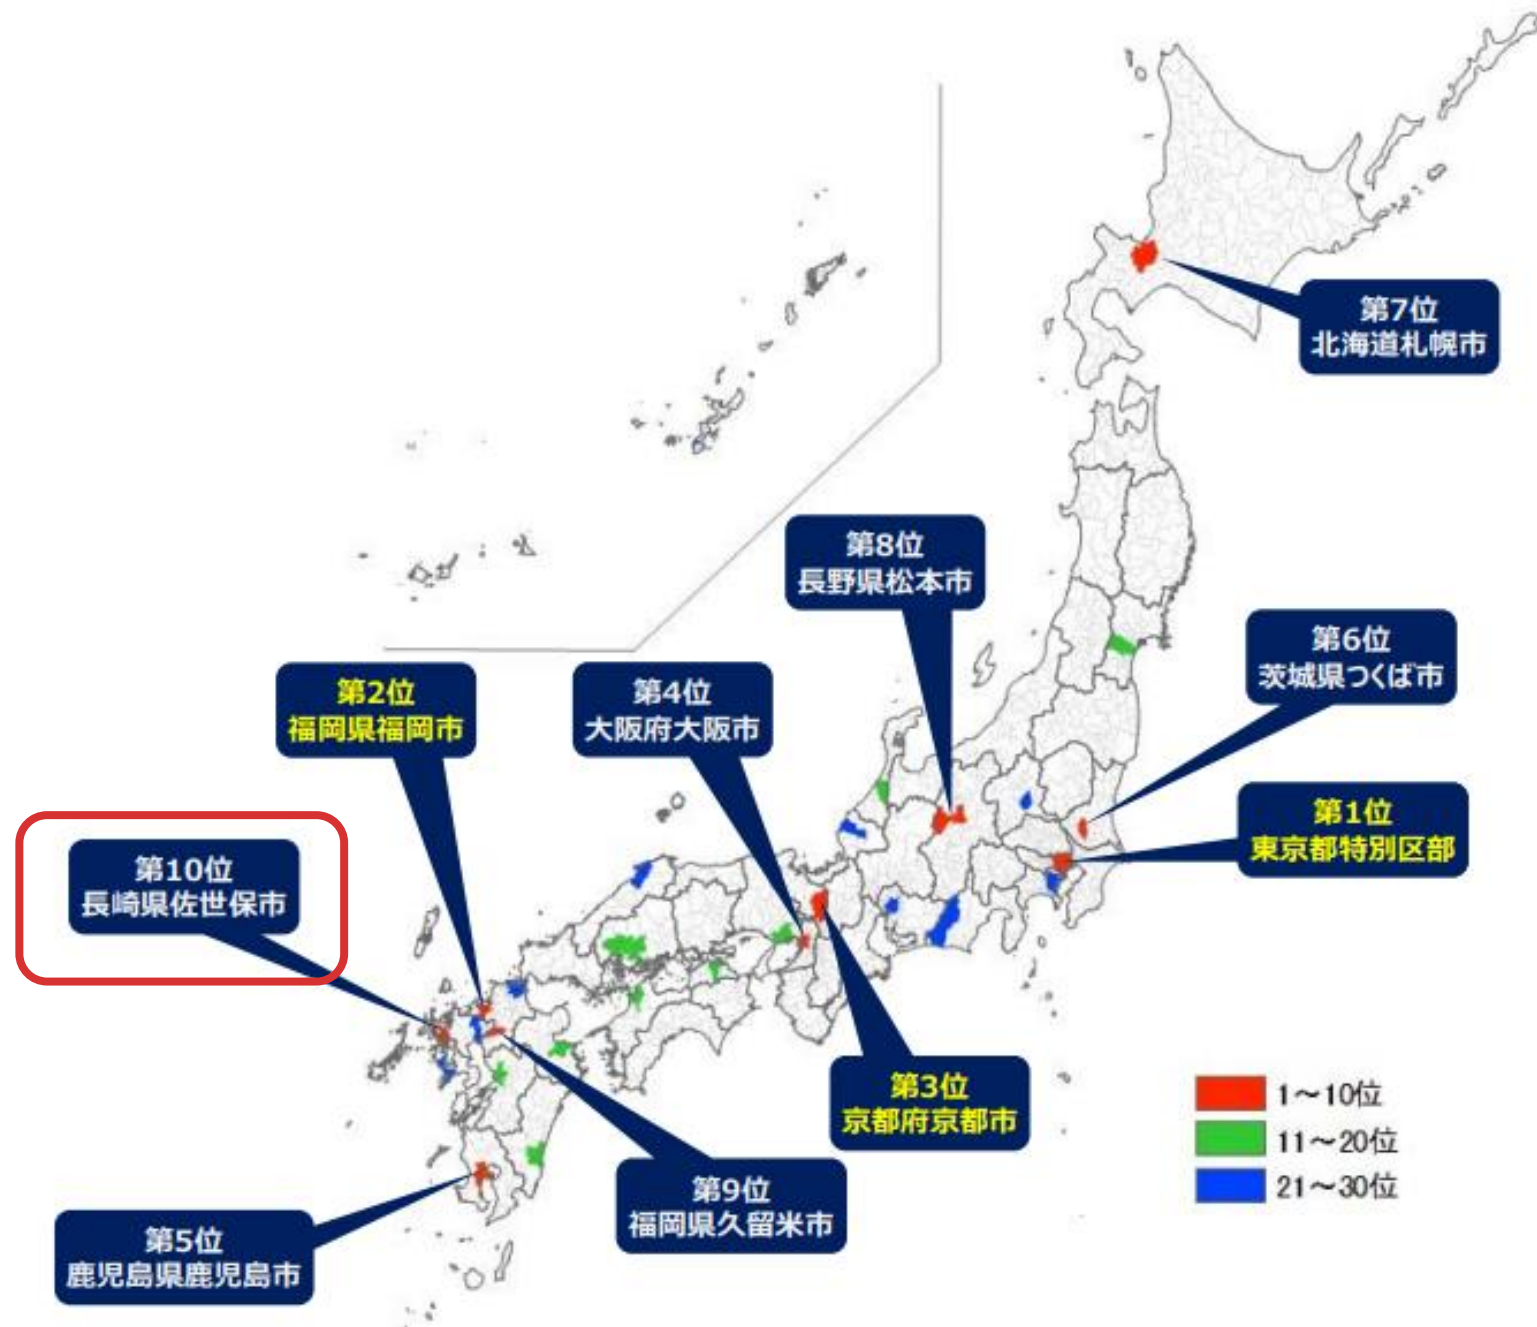 第7位
北海道札幌市
第8位
長野県松本市
第6位
茨城県つくば市
第2位
福岡県福岡市
第4位
大阪府大阪市
第1位
東京都特別区部
第10位
長崎県佐世保市
第3位
京都府京都市
第9位
福岡県久留米市
第5位
鹿児島県鹿児島市
1～10位
11～20位
21～30位